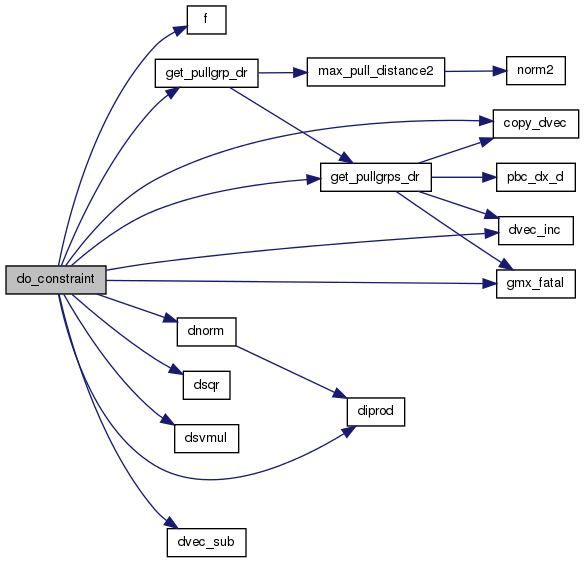 f
get_pullgrp_dr
max_pull_distance2
norm2
copy_dvec
get_pullgrps_dr
pbc_dx_d
dvec_inc
do_constraint
gmx_fatal
dnorm
dsqr
diprod
dsvmul
dvec_sub